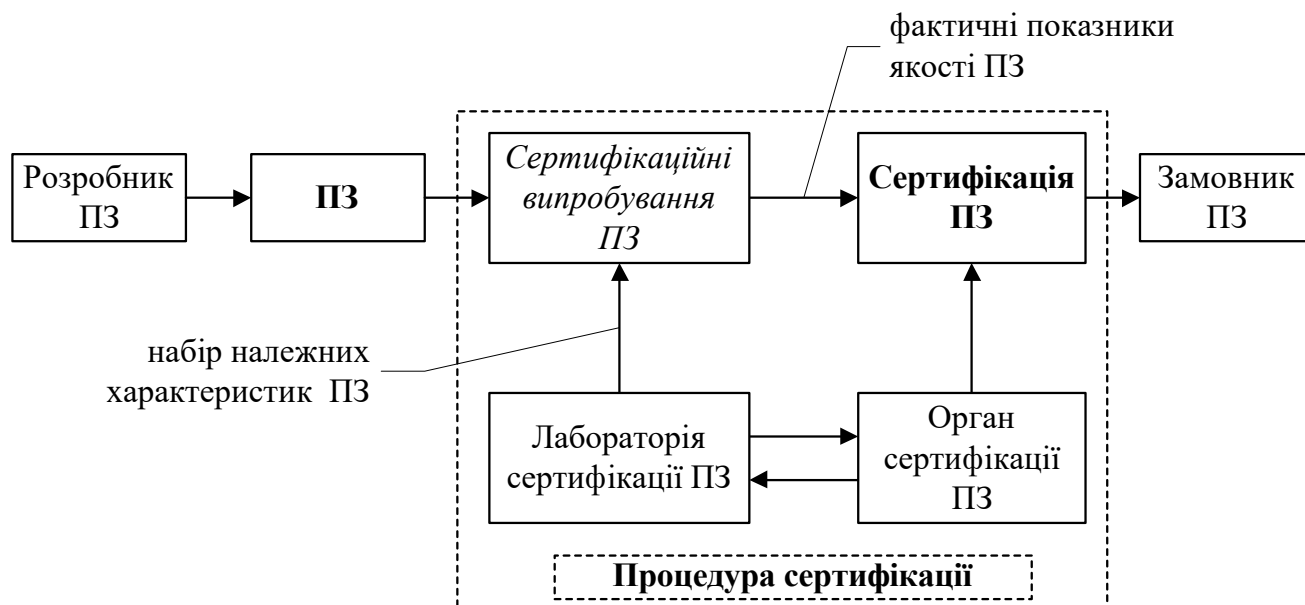 фактичні показники
якості ПЗ
Розробник
ПЗ
ПЗ
Сертифікаційні
випробування
ПЗ
Сертифікація
ПЗ
Замовник
ПЗ
набір належних
характеристик ПЗ
Лабораторія
сертифікації ПЗ
Орган
сертифікації
ПЗ
Процедура сертифікації